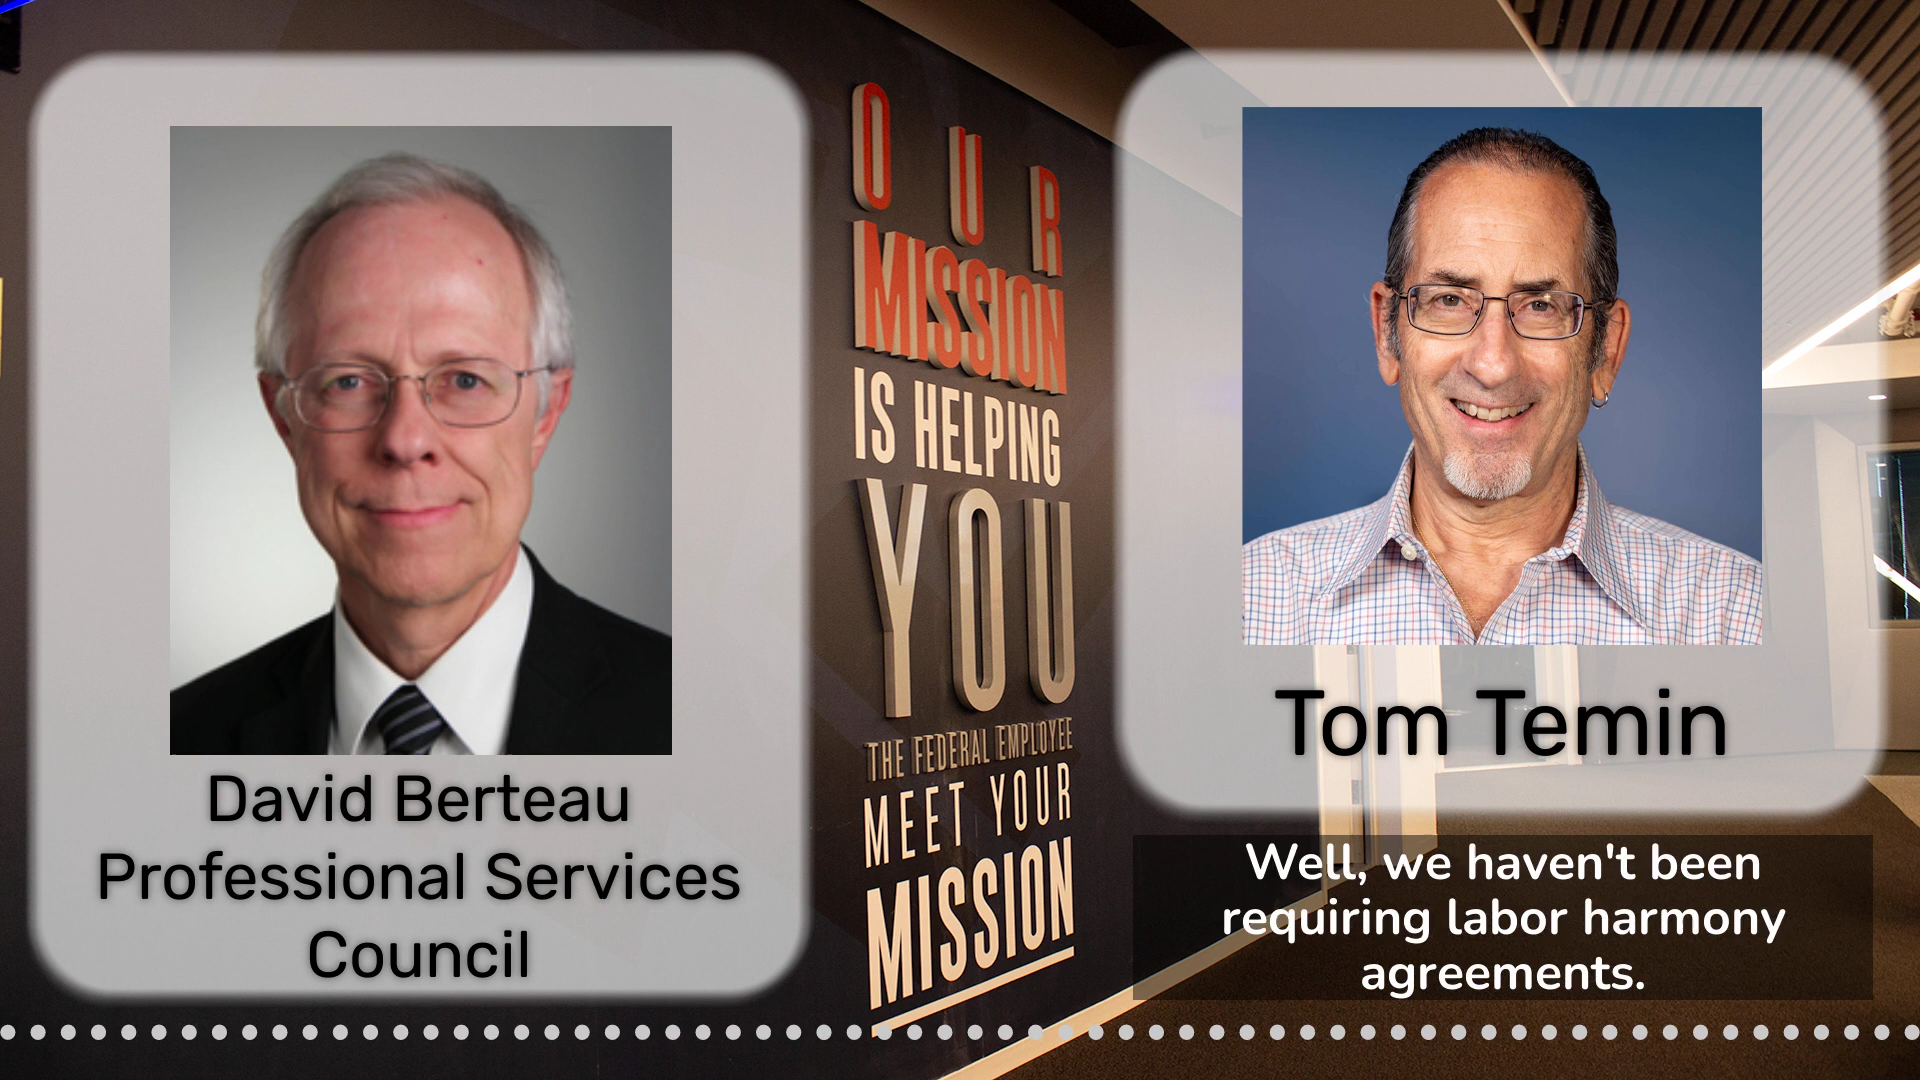 David Berteau
Professional Services
Council
OUR
MISSION
IS HELPING
YOU
THE FEDERAL EMPLOYEE
MEET YOUR
MISSION
Tom Temin
Well, we haven't been
requiring labor harmony
agreements.